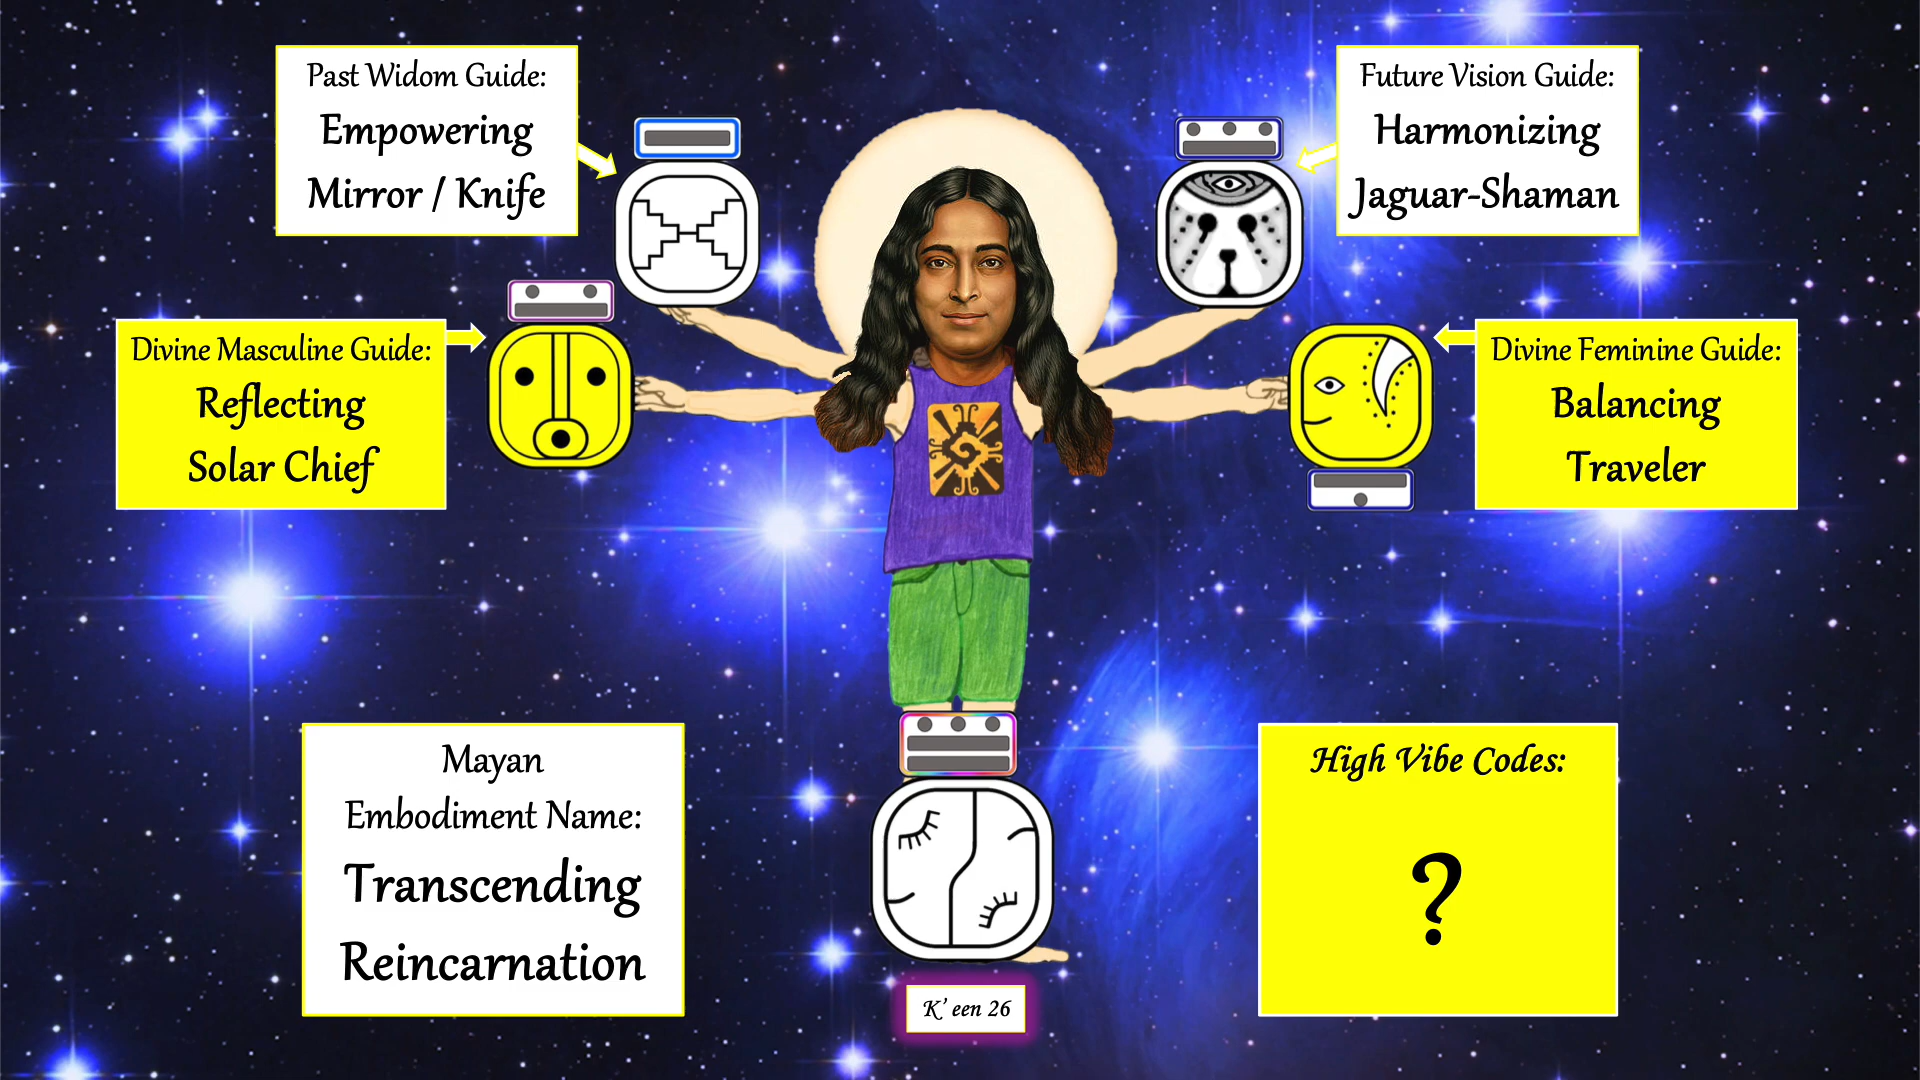 Past Widom Guide:
Empowering
Mirror / Knife
Future Vision Guide:
Harmonizing
Jaguar-Shaman
Divine Masculine Guide:
Reflecting
Solar Chief
Divine Feminine Guide:
Balancing
Traveler
Mayan
Embodiment Name:
Transcending
Reincarnation
High Vibe Codes:
?
K' een 26